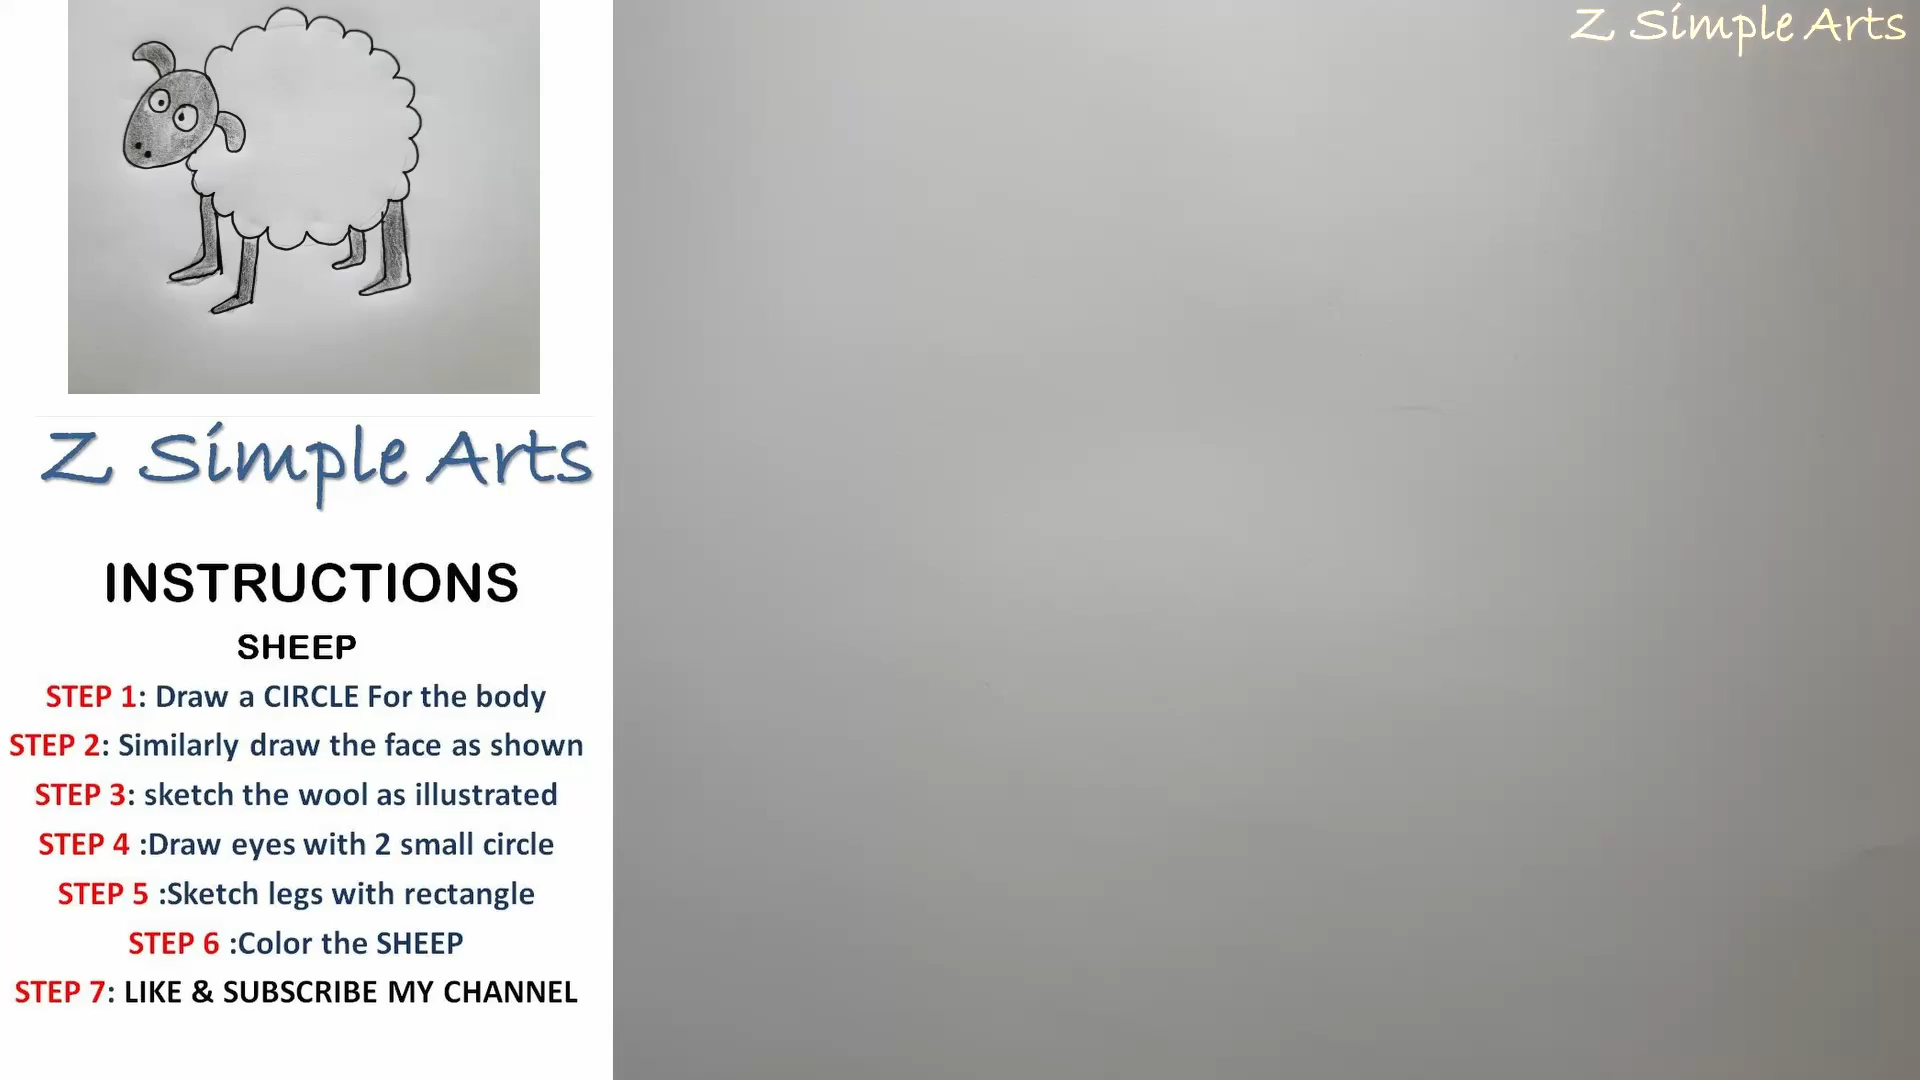 Z Simple Arts
Z Simple Arts
INSTRUCTIONS
SHEEP
STEP 1: Draw a CIRCLE For the body
STEP 2: Similarly draw the face as shown
STEP 3: sketch the wool as illustrated
STEP 4 :Draw eyes with 2 small circle
STEP 5 :Sketch legs with rectangle
STEP 6 :Color the SHEEP
STEP 7: LIKE & SUBSCRIBE MY CHANNEL